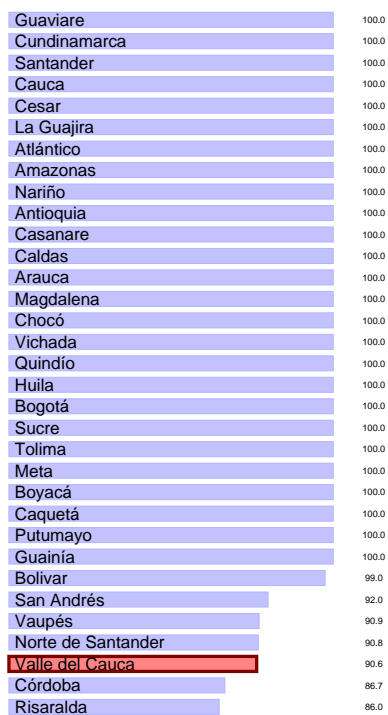 Guaviare 100.0
Cundinamarca 100.0
Santander 100.0
Cauca 100.0
Cesar 100.0
La Guajira 100.0
Atlántico 100.0
Amazonas 100.0
Nariño 100.0
Antioquia 100.0
Casanare 100.0
Caldas 100.0
Arauca 100.0
Magdalena 100.0
Chocó 100.0
Vichada 100.0
Quindío 100.0
Huila 100.0
Bogotá 100.0
Sucre 100.0
Tolima 100.0
Meta 100.0
Boyacá 100.0
Caquetá 100.0
Putumayo 100.0
Guainía 100.0
Bolivar 99.0
San Andrés 92.0
Vaupés 90.9
Norte de Santander 90.8
Valle del Cauca 90.6
Córdoba 86.7
Risaralda 86.0